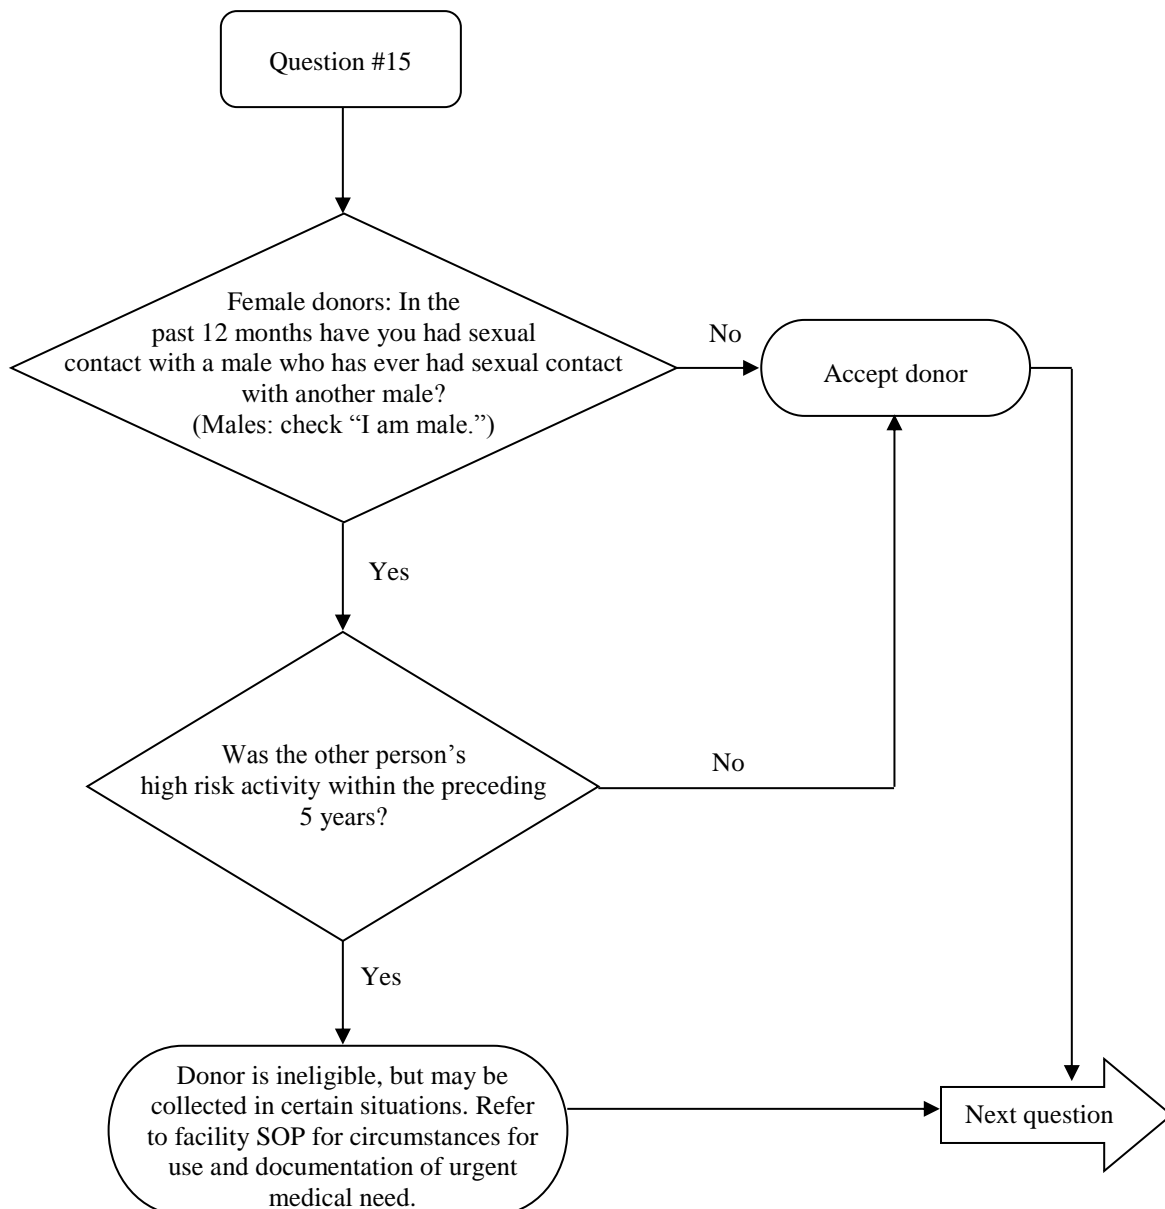 Question #15
Female donors: In the
past 12 months have you had sexual
contact with a male who has ever had sexual contact
with another male?
(Males: check “I am male.”)
No
Accept donor
Yes
Was the other person’s
high risk activity within the preceding
5 years?
No
Yes
Donor is ineligible, but may be
collected in certain situations. Refer
to facility SOP for circumstances for
use and documentation of urgent
medical need.
Next question